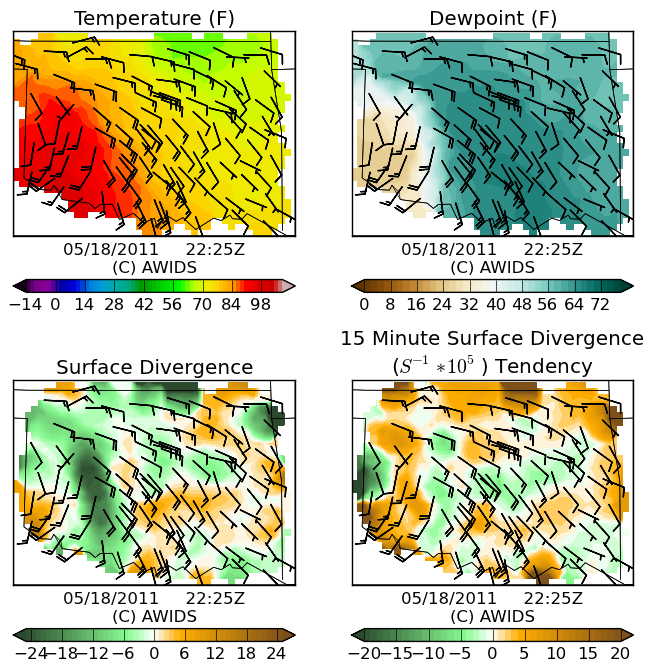 Temperature (F)
Dewpoint (F)
05/18/2011 22:25Z
(C) AWIDS
05/18/2011 22:25Z
(C) AWIDS
−14 0 14 28 42 56 70 84 98
0 8 16 24 32 40 48 56 64 72
Surface Divergence
15 Minute Surface Divergence
(S⁻¹ *10⁵ ) Tendency
05/18/2011 22:25Z
(C) AWIDS
05/18/2011 22:25Z
(C) AWIDS
−24 −18 −12 −6 0 6 12 18 24
−20 −15 −10 −5 0 5 10 15 20